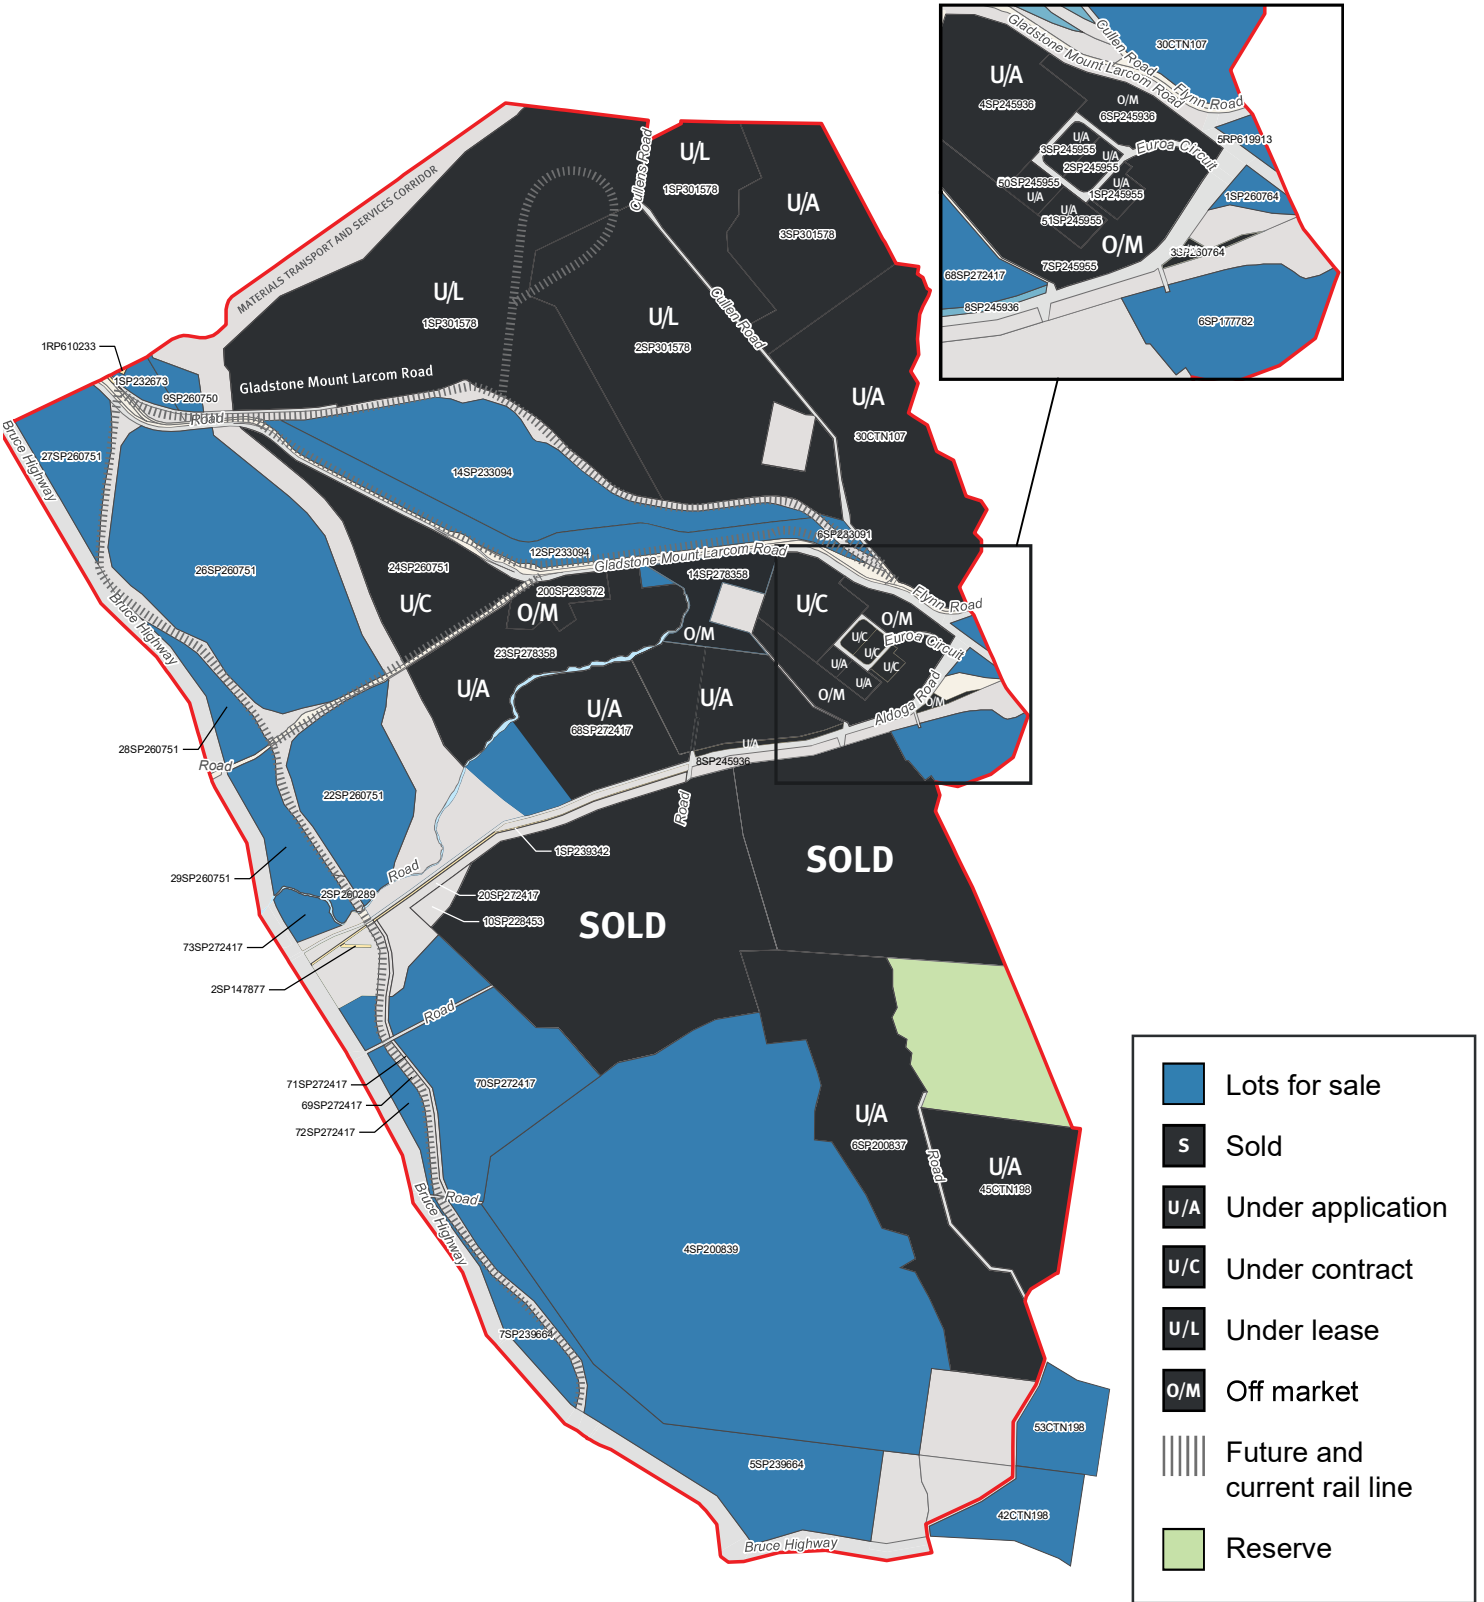 30CTN107
Cullen Road
Gladstone Mount Larcom Road
Flynn Road
U/A
4SP245936
O/M
6SP245936
5RP619913
Euroa Circuit
U/A
3SP245955
U/A
2SP245955
50SP245955
U/A
U/A
1SP245955
U/A
51SP245955
1SP260764
O/M
3SP260764
7SP245955
68SP272417
8SP245936
6SP177782
MATERIALS TRANSPORT AND SERVICES CORRIDOR
Cullens Road
U/L
1SP301578
U/A
3SP301578
U/L
1SP301578
U/L
2SP301578
Cullen Road
1RP610233
1SP232673
9SP260750
Gladstone Mount Larcom Road
Road
U/A
30CTN107
Bruce Highway
27SP260751
14SP233094
26SP260751
24SP260751
U/C
12SP233094
6SP233091
Gladstone Mount Larcom Road
14SP278358
200SP239672
O/M
O/M
U/C
O/M
Flynn Road
Euroa Circuit
U/C
U/C
U/C
U/A
U/A
O/M
Bruce Highway
23SP278358
U/A
U/A
68SP272417
U/A
U/A
Aldoga Road
O/M
28SP260751
Road
8SP245936
22SP260751
Road
1SP239342
SOLD
29SP260751
2SP260289
Road
20SP272417
10SP228453
SOLD
73SP272417
2SP147877
Road
71SP272417
69SP272417
72SP272417
70SP272417
U/A
6SP200837
Road
U/A
45CTN198
Bruce Highway
Road
4SP200839
7SP239664
5SP239664
53CTN198
42CTN198
Bruce Highway
Lots for sale
S
Sold
U/A
Under application
U/C
Under contract
U/L
Under lease
O/M
Off market
Future and
current rail line
Reserve